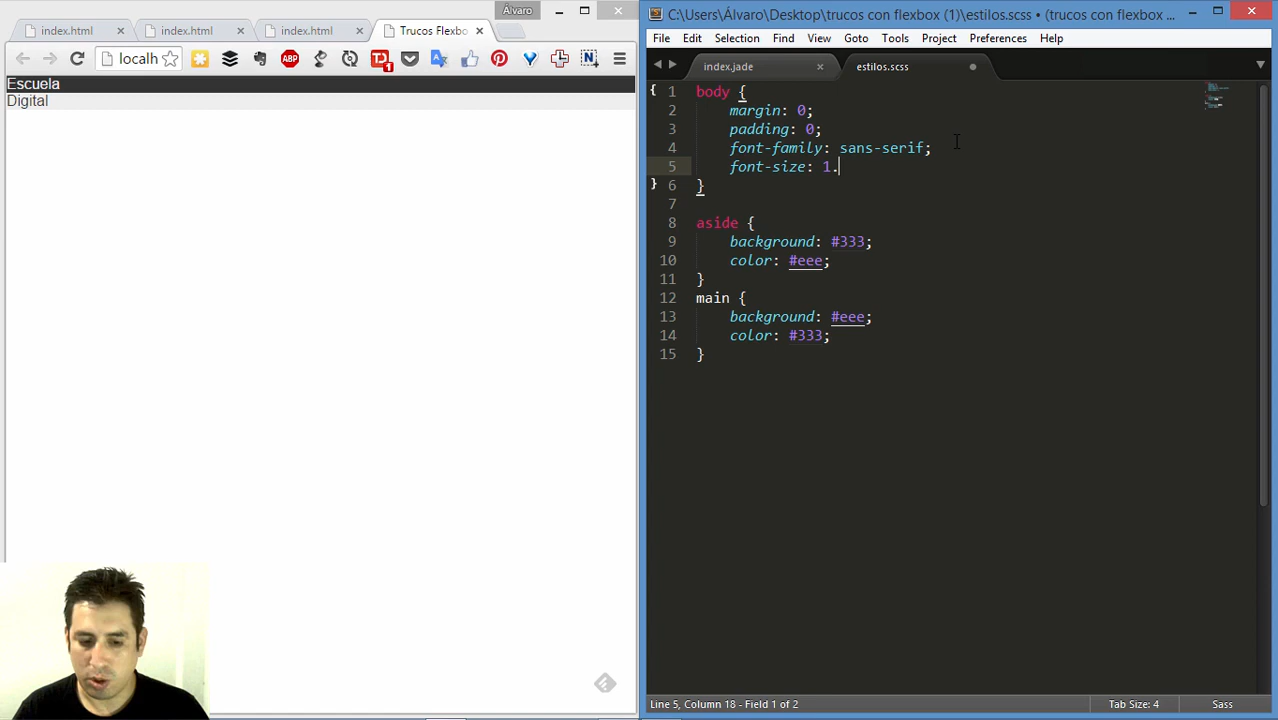 Alvaro
index.html
index.html
index.html
Trucos Flexbo
localh
ABP
1
Escuela
Digital
C:\Users\Álvaro\Desktop\trucos con flexbox (1)\estilos.scss • (trucos con flexbox ...
File Edit Selection Find View Goto Tools Project Preferences Help
index.jade
estilos.scss
1 body {
2 margin: 0;
3 padding: 0;
4 font-family: sans-serif;
5 font-size: 1.
6 }
7
8 aside {
9 background: #333;
10 color: #eee;
11 }
12 main {
13 background: #eee;
14 color: #333;
15 }
Line 5, Column 18 - Field 1 of 2
Tab Size: 4
Sass